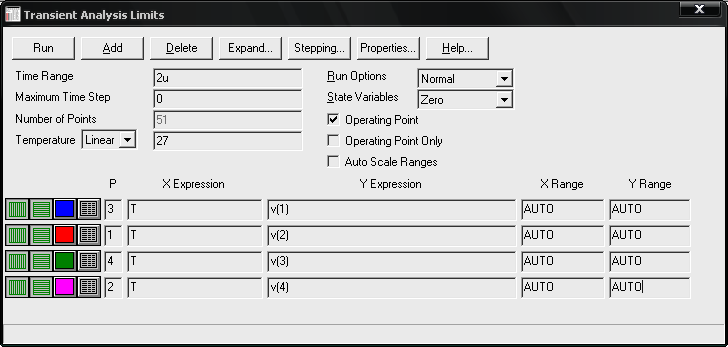 Transient Analysis Limits
X
Run Add Delete Expand... Stepping... Properties... Help...
Time Range 2u Run Options Normal
Maximum Time Step 0 State Variables Zero
Number of Points 51 Operating Point
Temperature Linear 27 Operating Point Only
Auto Scale Ranges
P X Expression Y Expression X Range Y Range
3 T v(1) AUTO AUTO
1 T v(2) AUTO AUTO
4 T v(3) AUTO AUTO
2 T v(4) AUTO AUTO